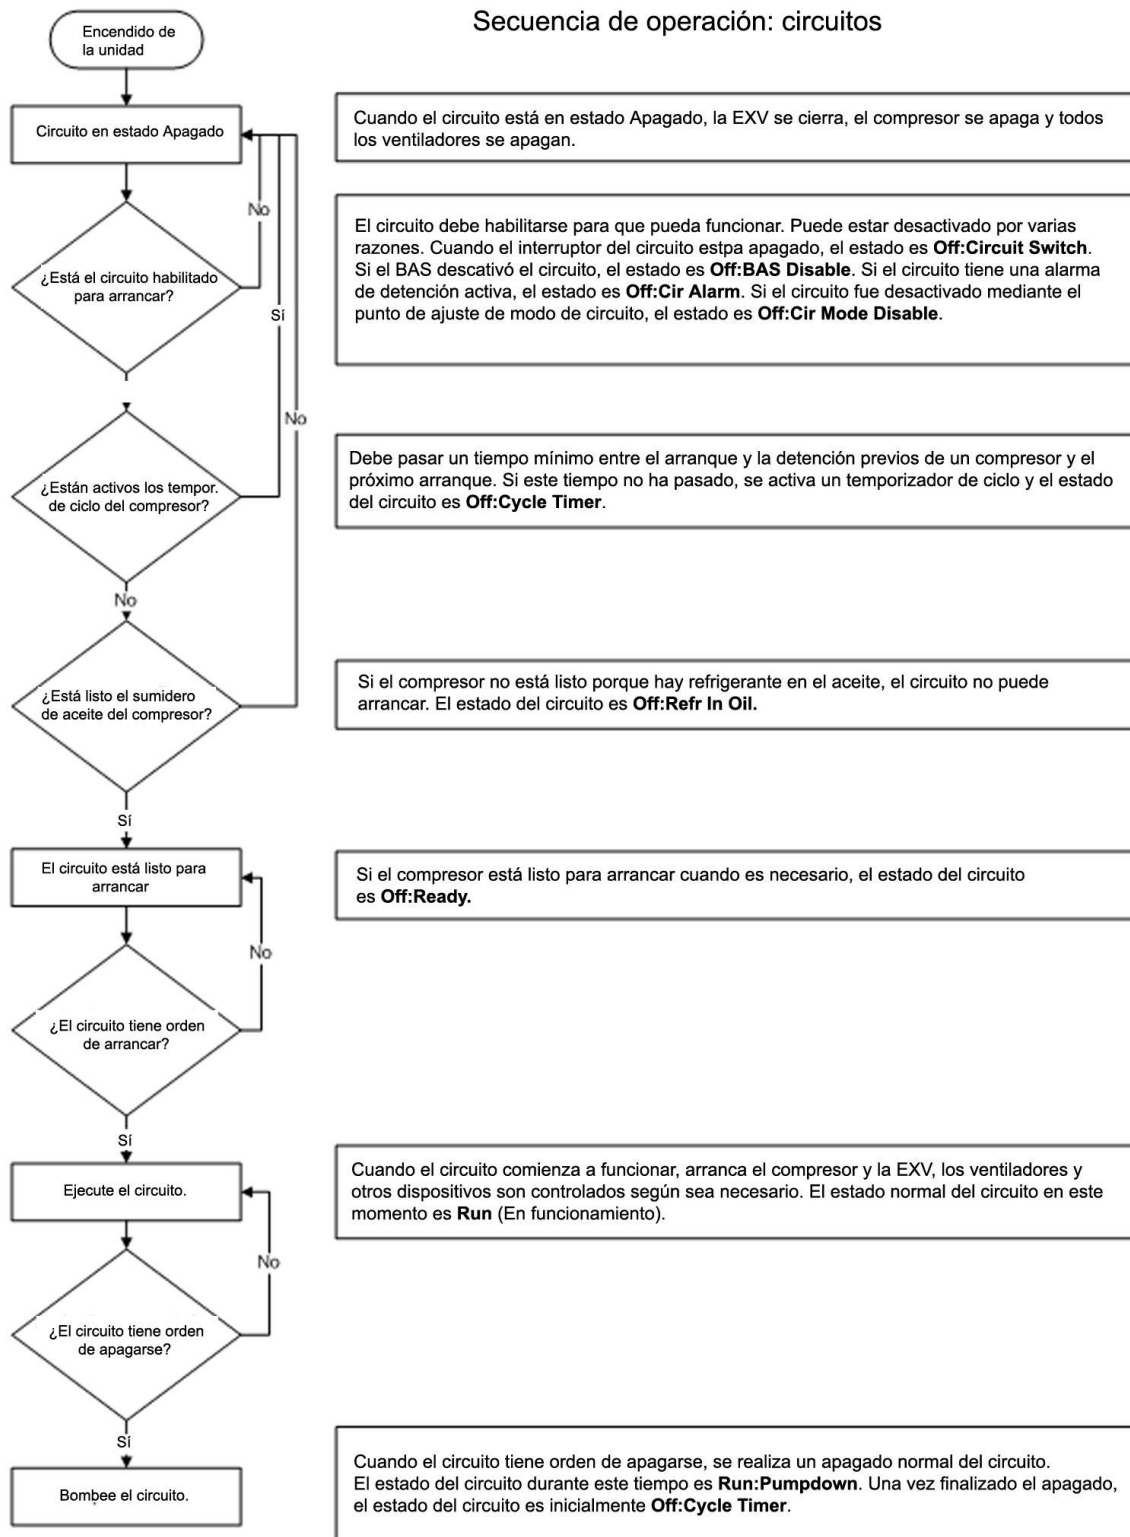 Secuencia de operación: circuitos
Encendido de
la unidad
Circuito en estado Apagado
Cuando el circuito está en estado Apagado, la EXV se cierra, el compresor se apaga y todos
los ventiladores se apagan.
No
¿Está el circuito habilitado
para arrancar?
El circuito debe habilitarse para que pueda funcionar. Puede estar desactivado por varias
razones. Cuando el interruptor del circuito estpa apagado, el estado es Off:Circuit Switch.
Si el BAS descativó el circuito, el estado es Off:BAS Disable. Si el circuito tiene una alarma
de detención activa, el estado es Off:Cir Alarm. Si el circuito fue desactivado mediante el
punto de ajuste de modo de circuito, el estado es Off:Cir Mode Disable.
Sí
No
¿Están activos los tempor.
de ciclo del compresor?
Debe pasar un tiempo mínimo entre el arranque y la detención previos de un compresor y el
próximo arranque. Si este tiempo no ha pasado, se activa un temporizador de ciclo y el estado
del circuito es Off:Cycle Timer.
No
¿Está listo el sumidero
de aceite del compresor?
Si el compresor no está listo porque hay refrigerante en el aceite, el circuito no puede
arrancar. El estado del circuito es Off:Refr In Oil.
Sí
El circuito está listo para
arrancar
Si el compresor está listo para arrancar cuando es necesario, el estado del circuito
es Off:Ready.
No
¿El circuito tiene orden
de arrancar?
Sí
Ejecute el circuito.
Cuando el circuito comienza a funcionar, arranca el compresor y la EXV, los ventiladores y
otros dispositivos son controlados según sea necesario. El estado normal del circuito en este
momento es Run (En funcionamiento).
No
¿El circuito tiene orden
de apagarse?
Sí
Bombee el circuito.
Cuando el circuito tiene orden de apagarse, se realiza un apagado normal del circuito.
El estado del circuito durante este tiempo es Run:Pumpdown. Una vez finalizado el apagado,
el estado del circuito es inicialmente Off:Cycle Timer.